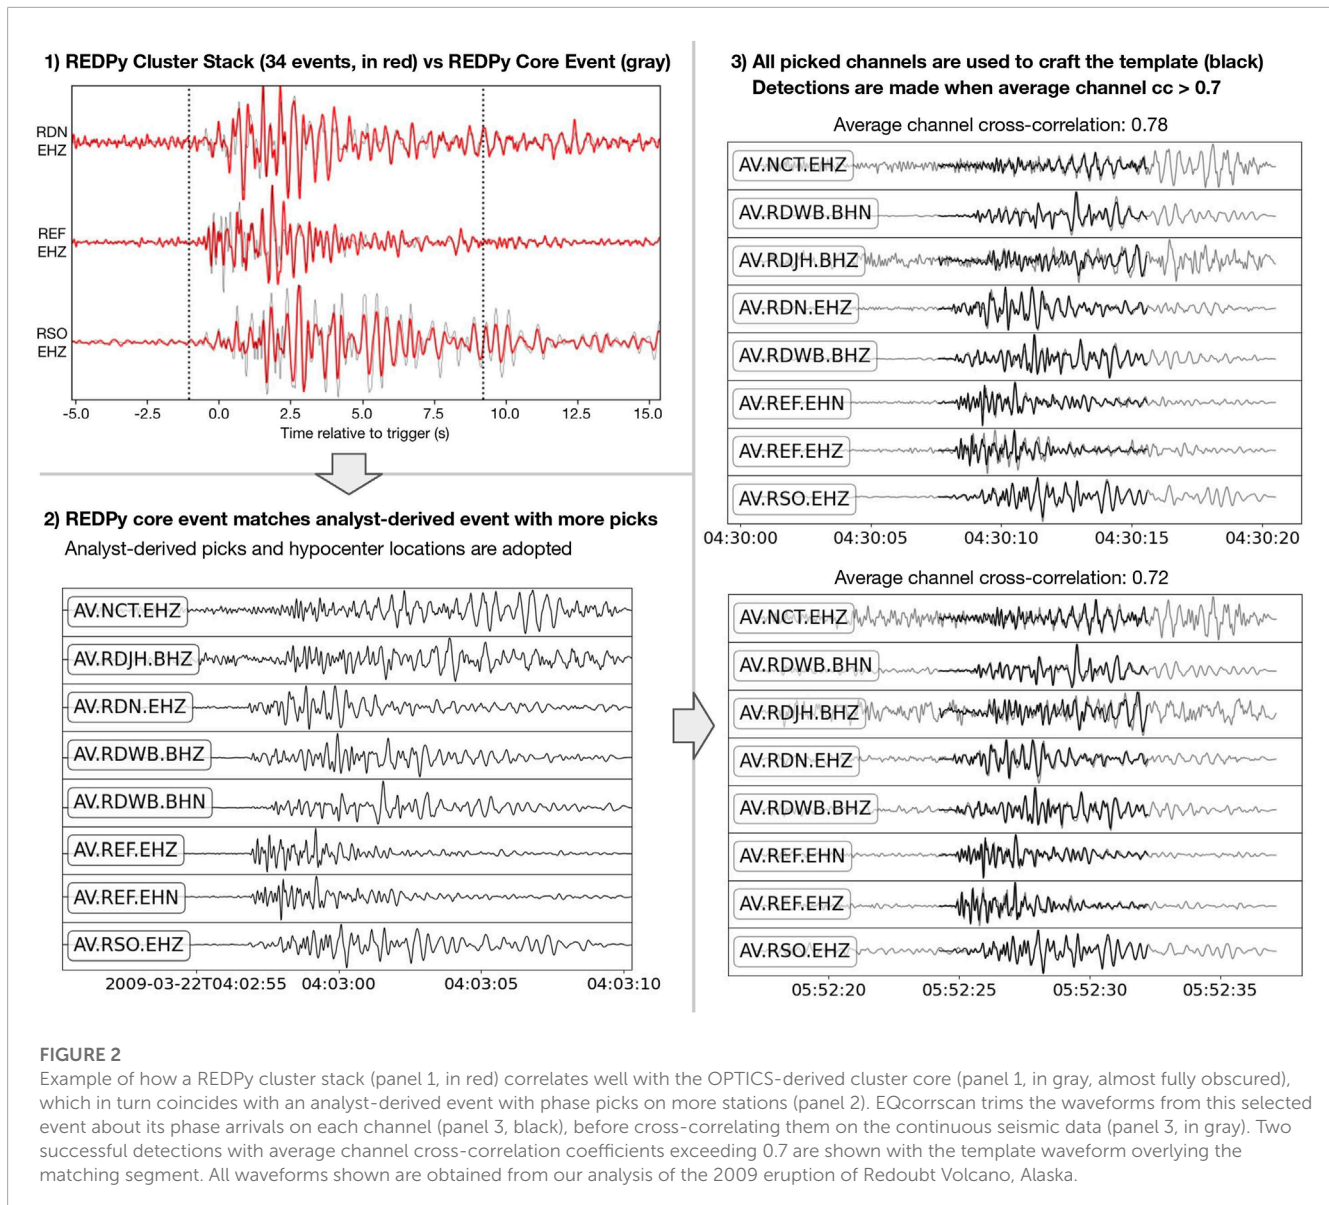 1) REDPy Cluster Stack (34 events, in red) vs REDPy Core Event (gray)
RDN
EHZ
REF
EHZ
RSO
EHZ
-5.0 -2.5 0.0 2.5 5.0 7.5 10.0 12.5 15.0
Time relative to trigger (s)
2) REDPy core event matches analyst-derived event with more picks
Analyst-derived picks and hypocenter locations are adopted
AV.NCT.EHZ
AV.RDJH.BHZ
AV.RDN.EHZ
AV.RDWB.BHZ
AV.RDWB.BHN
AV.REF.EHZ
AV.REF.EHN
AV.RSO.EHZ
2009-03-22T04:02:55 04:03:00 04:03:05 04:03:10
3) All picked channels are used to craft the template (black)
Detections are made when average channel cc > 0.7
Average channel cross-correlation: 0.78
AV.NCT.EHZ
AV.RDWB.BHN
AV.RDJH.BHZ
AV.RDN.EHZ
AV.RDWB.BHZ
AV.REF.EHN
AV.REF.EHZ
AV.RSO.EHZ
04:30:00 04:30:05 04:30:10 04:30:15 04:30:20
Average channel cross-correlation: 0.72
AV.NCT.EHZ
AV.RDWB.BHN
AV.RDJH.BHZ
AV.RDN.EHZ
AV.RDWB.BHZ
AV.REF.EHN
AV.REF.EHZ
AV.RSO.EHZ
05:52:20 05:52:25 05:52:30 05:52:35
FIGURE 2
Example of how a REDPy cluster stack (panel 1, in red) correlates well with the OPTICS-derived cluster core (panel 1, in gray, almost fully obscured),
which in turn coincides with an analyst-derived event with phase picks on more stations (panel 2). EQcorrscan trims the waveforms from this selected
event about its phase arrivals on each channel (panel 3, black), before cross-correlating them on the continuous seismic data (panel 3, in gray). Two
successful detections with average channel cross-correlation coefficients exceeding 0.7 are shown with the template waveform overlying the
matching segment. All waveforms shown are obtained from our analysis of the 2009 eruption of Redoubt Volcano, Alaska.